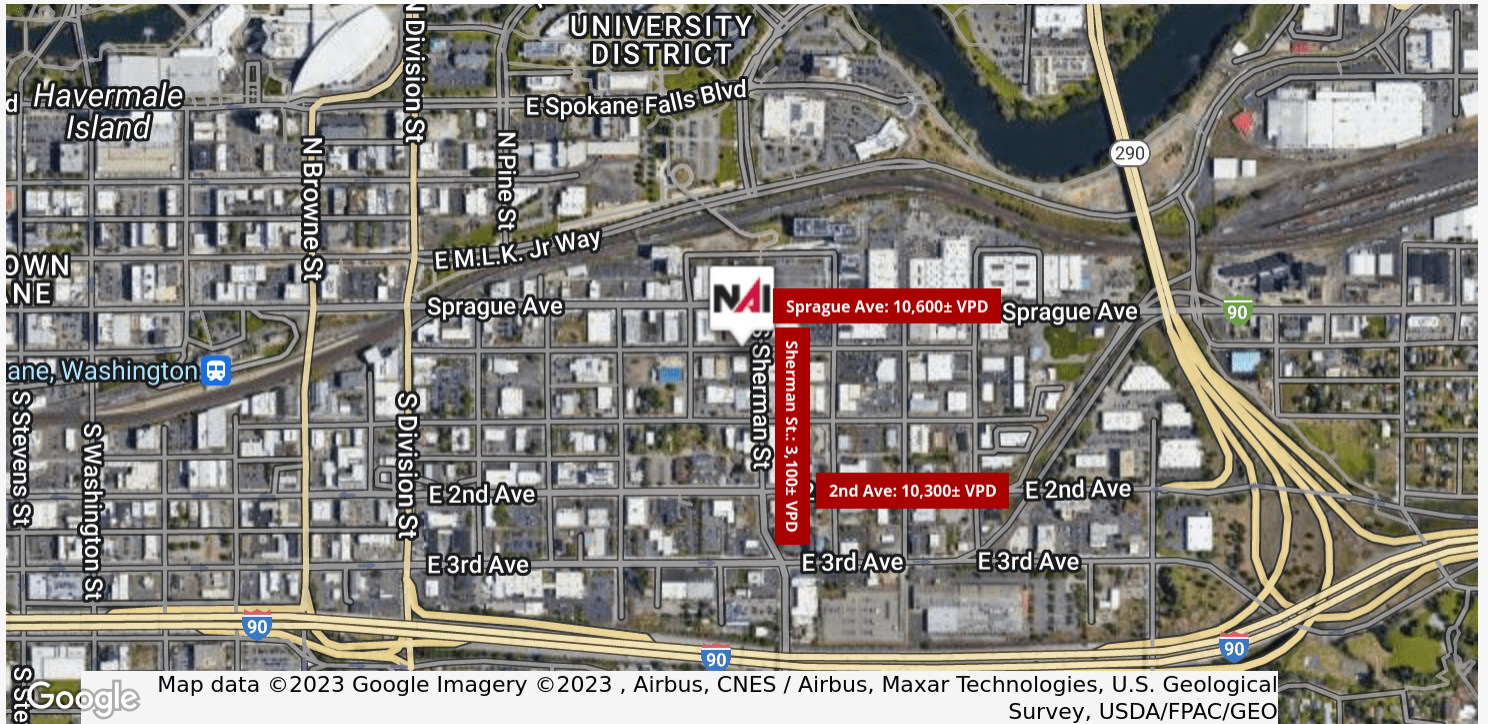 N Division St
UNIVERSITY
DISTRICT
Havermale
Island
d
E Spokane Falls Blvd
N Browne St
N Pine St
290
E M.L.K. Jr Way
OWN
ANE
NAI
Sprague Ave
Sprague Ave: 10,600± VPD
Sprague Ave
90
ane, Washington
S Sherman St
Sherman St.: 3,100± VPD
S Stevens St
S Washington St
S Division St
E 2nd Ave
2
2nd Ave: 10,300± VPD
E 2nd Ave
E 3rd Ave
E 3rd Ave
E 3rd Ave
90
90
90
S Ste
Google
Map data ©2023 Google Imagery ©2023 , Airbus, CNES / Airbus, Maxar Technologies, U.S. Geological
Survey, USDA/FPAC/GEO